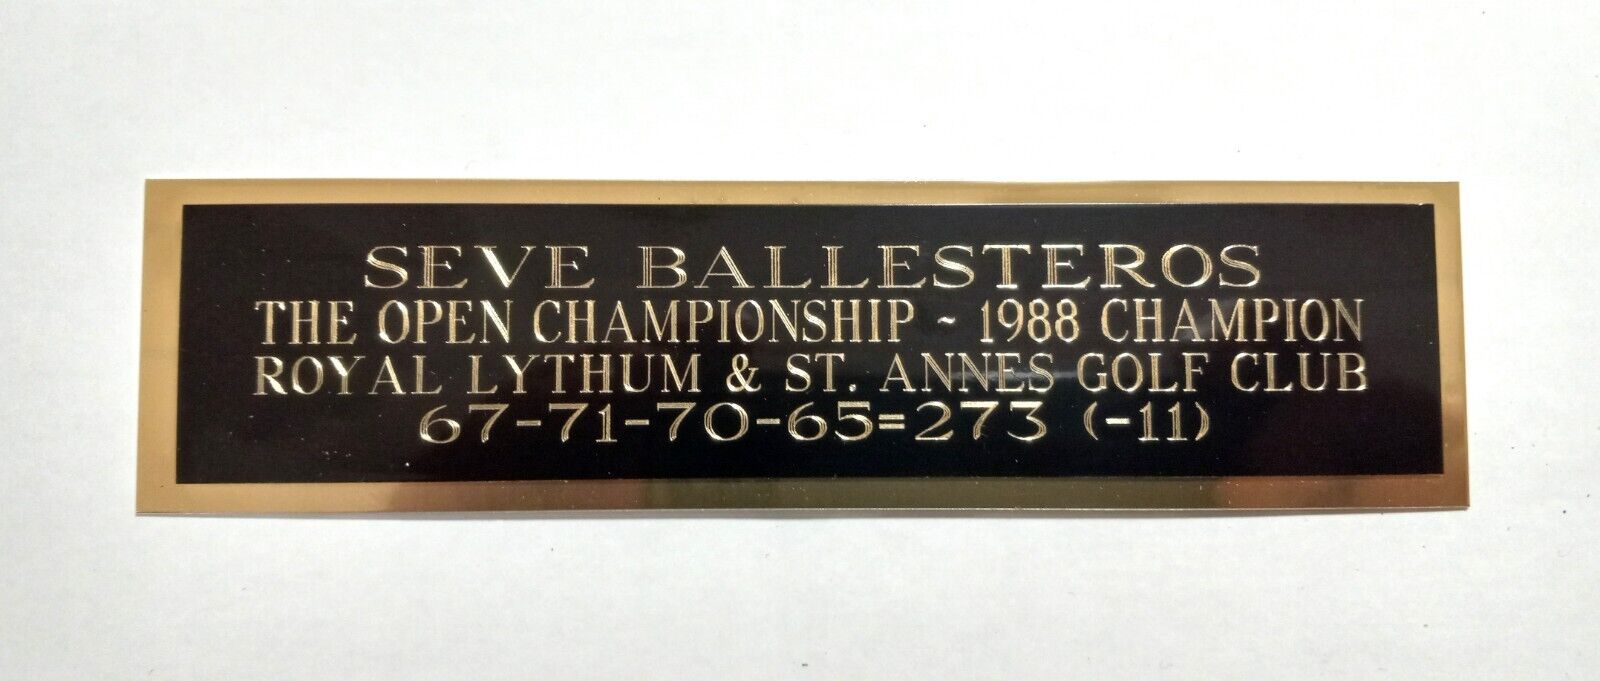 SEVE BALLESTEROS
THE OPEN CHAMPIONSHIP ~ 1988 CHAMPION
ROYAL LYTHUM & ST. ANNES GOLF CLUB
67-71-70-65=273 (-11)